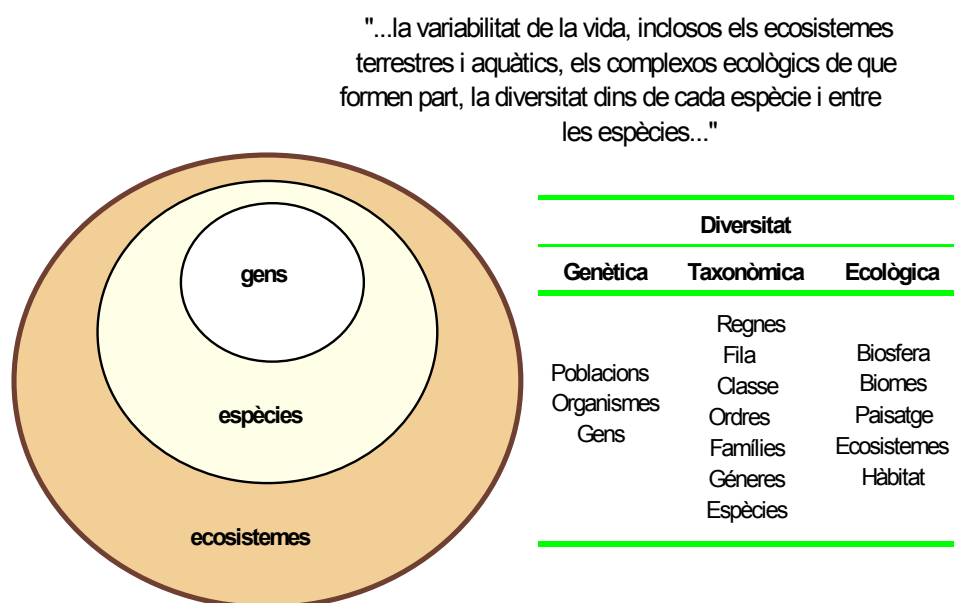 "...la variabilitat de la vida, inclosos els ecosistemes
terrestres i aquàtics, els complexos ecològics de que
formen part, la diversitat dins de cada espècie i entre
les espècies..."
gens
espècies
ecosistemes
Diversitat
Genètica Taxonòmica Ecològica
Poblacions
Organismes
Gens
Regnes
Fila
Classe
Ordres
Famílies
Géneres
Espècies
Biosfera
Biomes
Paisatge
Ecosistemes
Hàbitat